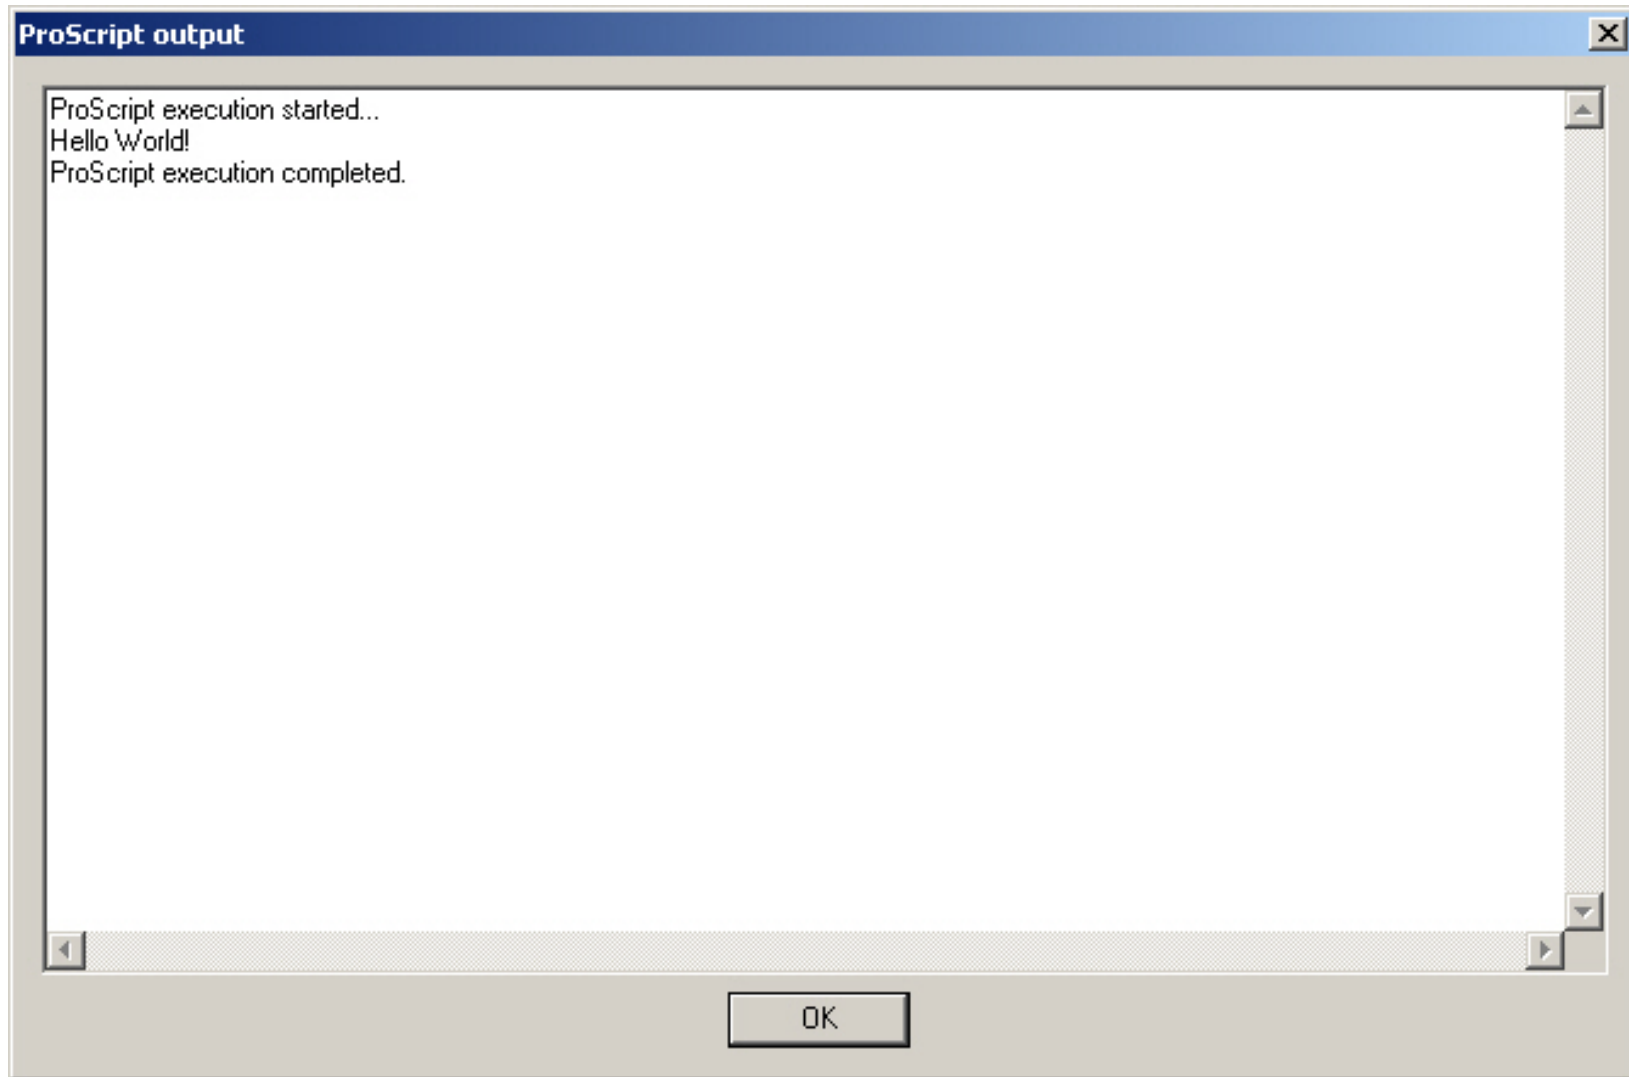 ProScript output
ProScript execution started...
Hello World!
ProScript execution completed.
OK